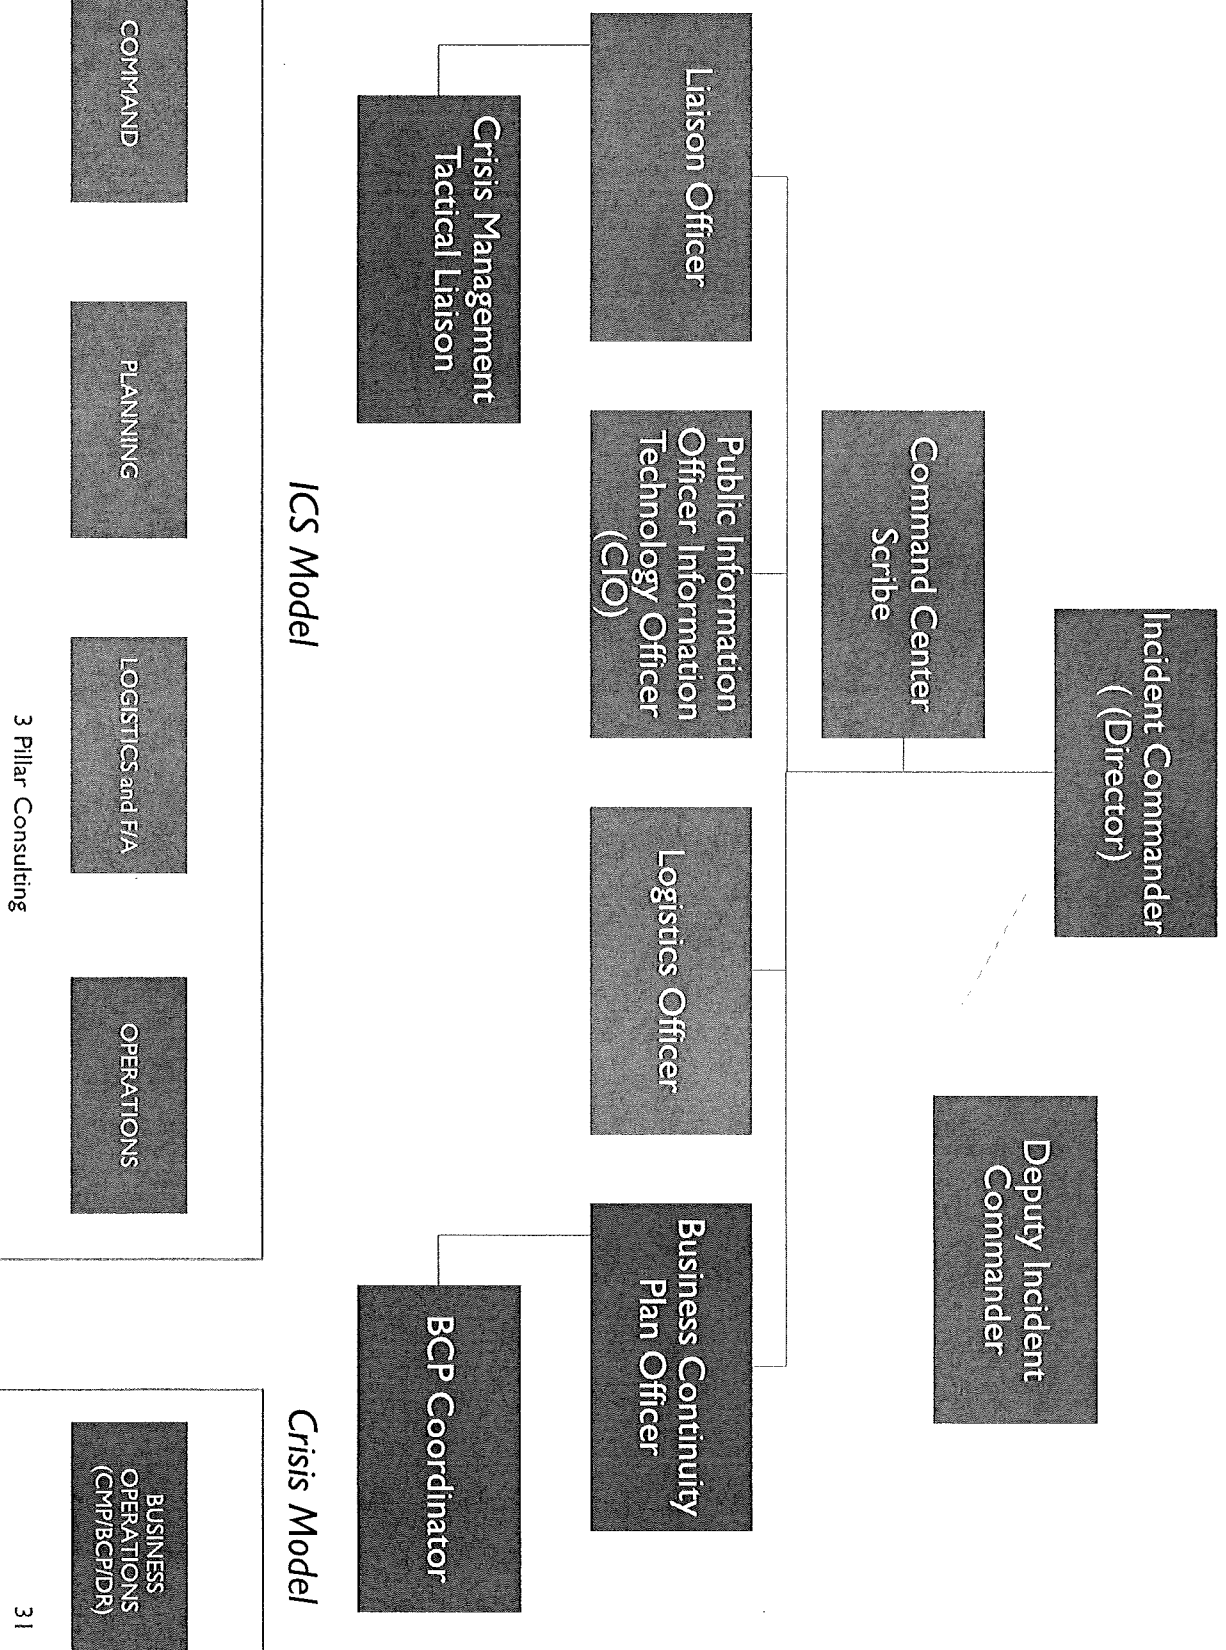 Incident Commander
( (Director)
Deputy Incident
Commander
Command Center
Scribe
Liaison Officer
Public Information
Officer Information
Technology Officer
(CIO)
Logistics Officer
Business Continuity
Plan Officer
Crisis Management
Tactical Liaison
BCP Coordinator
ICS Model
Crisis Model
COMMAND
PLANNING
LOGISTICS and F/A
OPERATIONS
BUSINESS
OPERATIONS
(CMP/BCP/DR)
3 Pillar Consulting
31